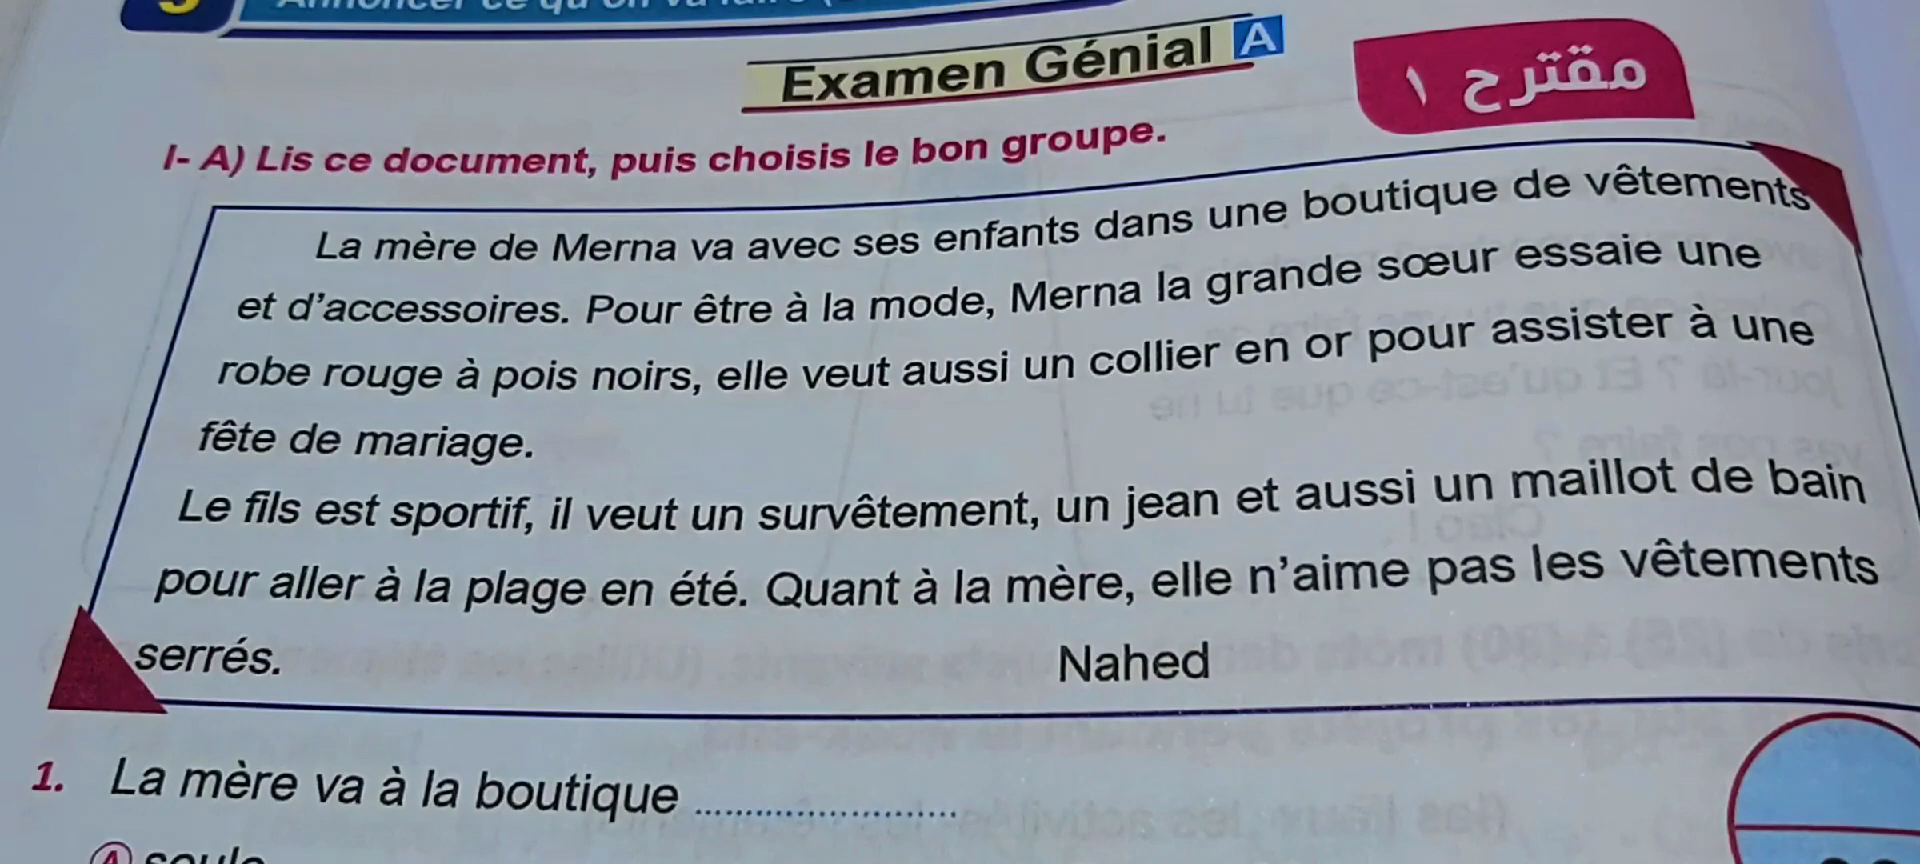 Examen Génial A
مقترح ١
I- A) Lis ce document, puis choisis le bon groupe.
La mère de Merna va avec ses enfants dans une boutique de vêtements
et d'accessoires. Pour être à la mode, Merna la grande sœur essaie une
robe rouge à pois noirs, elle veut aussi un collier en or pour assister à une
fête de mariage.
Le fils est sportif, il veut un survêtement, un jean et aussi un maillot de bain
pour aller à la plage en été. Quant à la mère, elle n'aime pas les vêtements
serrés.
Nahed
1. La mère va à la boutique ........................